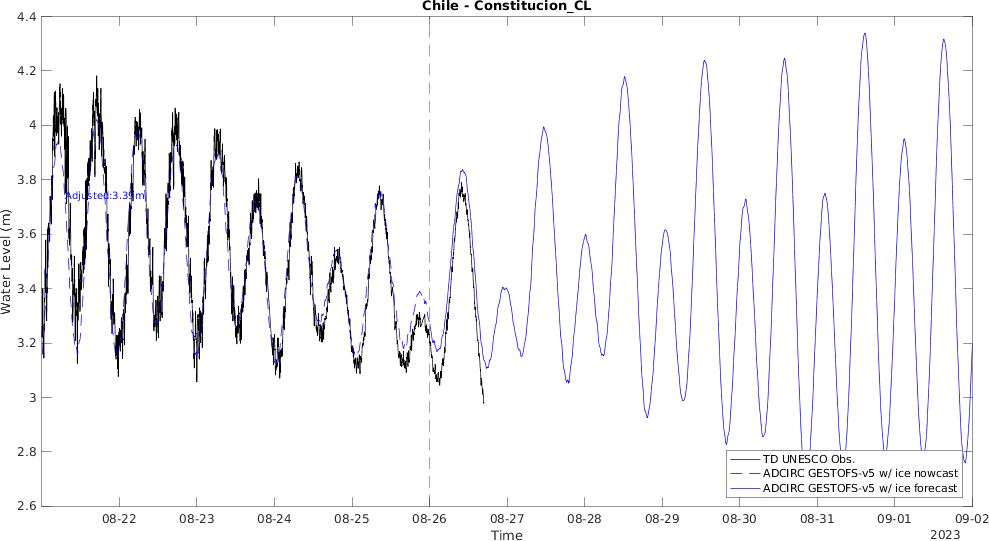 Chile - Constitucion_CL
4.4
4.2
4
3.8
3.6
3.4
3.2
3
2.8
2.6
Water Level (m)
Adjusted:3.39m
TD UNESCO Obs.
ADCIRC GESTOFS-v5 w/ ice nowcast
ADCIRC GESTOFS-v5 w/ ice forecast
08-22 08-23 08-24 08-25 08-26 08-27 08-28 08-29 08-30 08-31 09-01 09-02
Time
2023